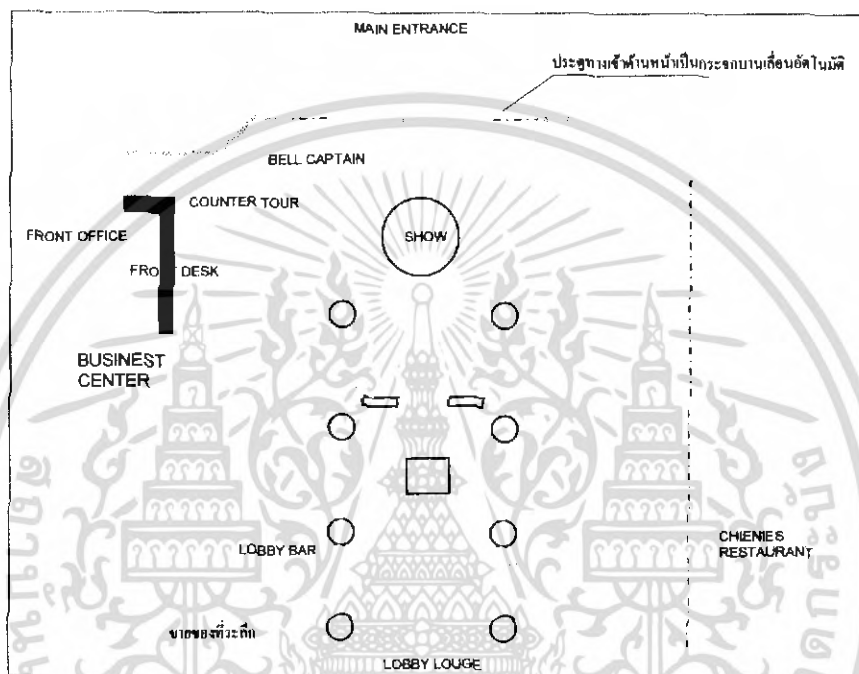 MAIN ENTRANCE
ประตูทางเข้าด้านหน้าเป็นกระจกบานเลื่อนอัตโนมัติ
BELL CAPTAIN
COUNTER TOUR
FRONT OFFICE
SHOW
FRONT DESK
BUSINEST
CENTER
LOBBY BAR
CHIENIES
RESTAURANT
ขายของที่ระลึก
LOBBY LOUGE